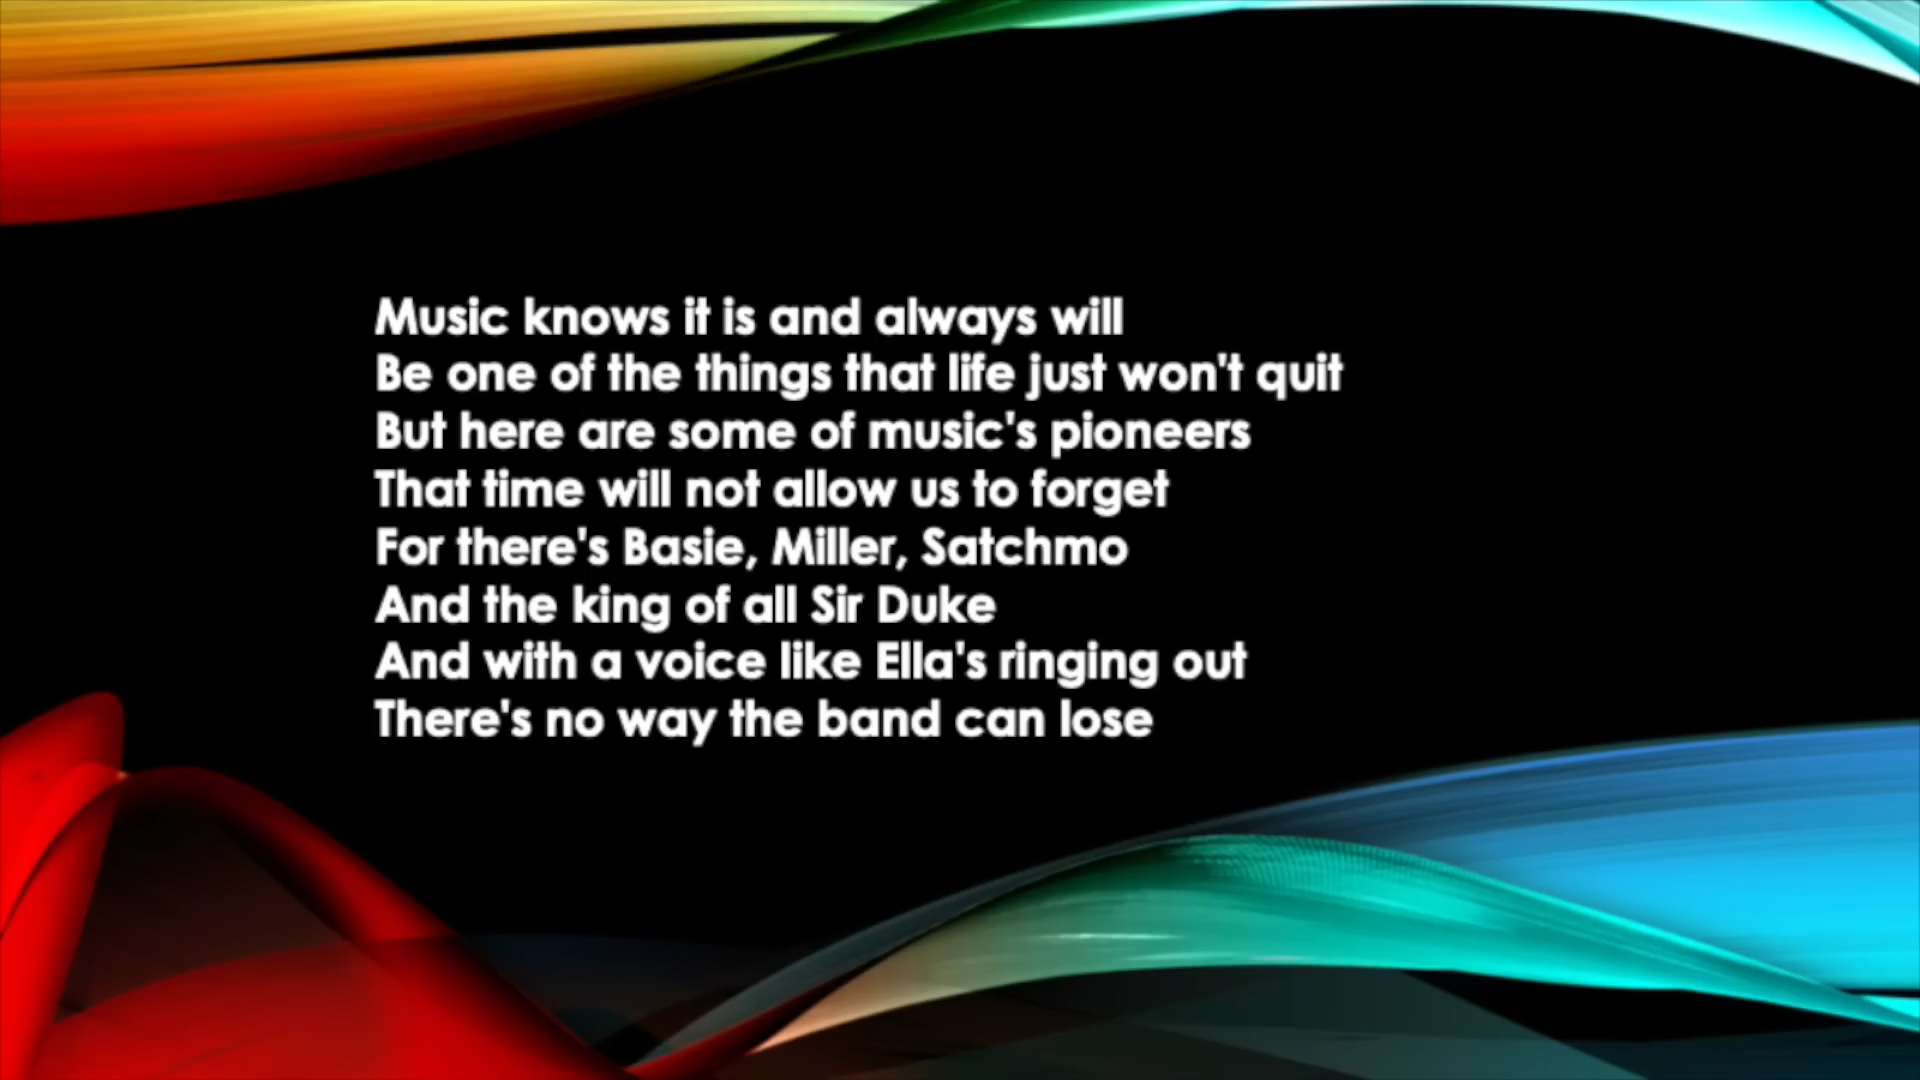 Music knows it is and always will
Be one of the things that life just won't quit
But here are some of music's pioneers
That time will not allow us to forget
For there's Basie, Miller, Satchmo
And the king of all Sir Duke
And with a voice like Ella's ringing out
There's no way the band can lose